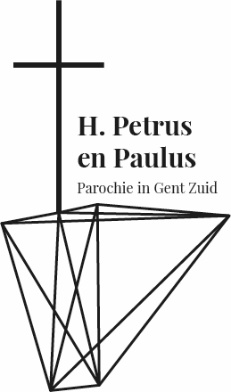 H. Petrus
en Paulus
Parochie in Gent Zuid